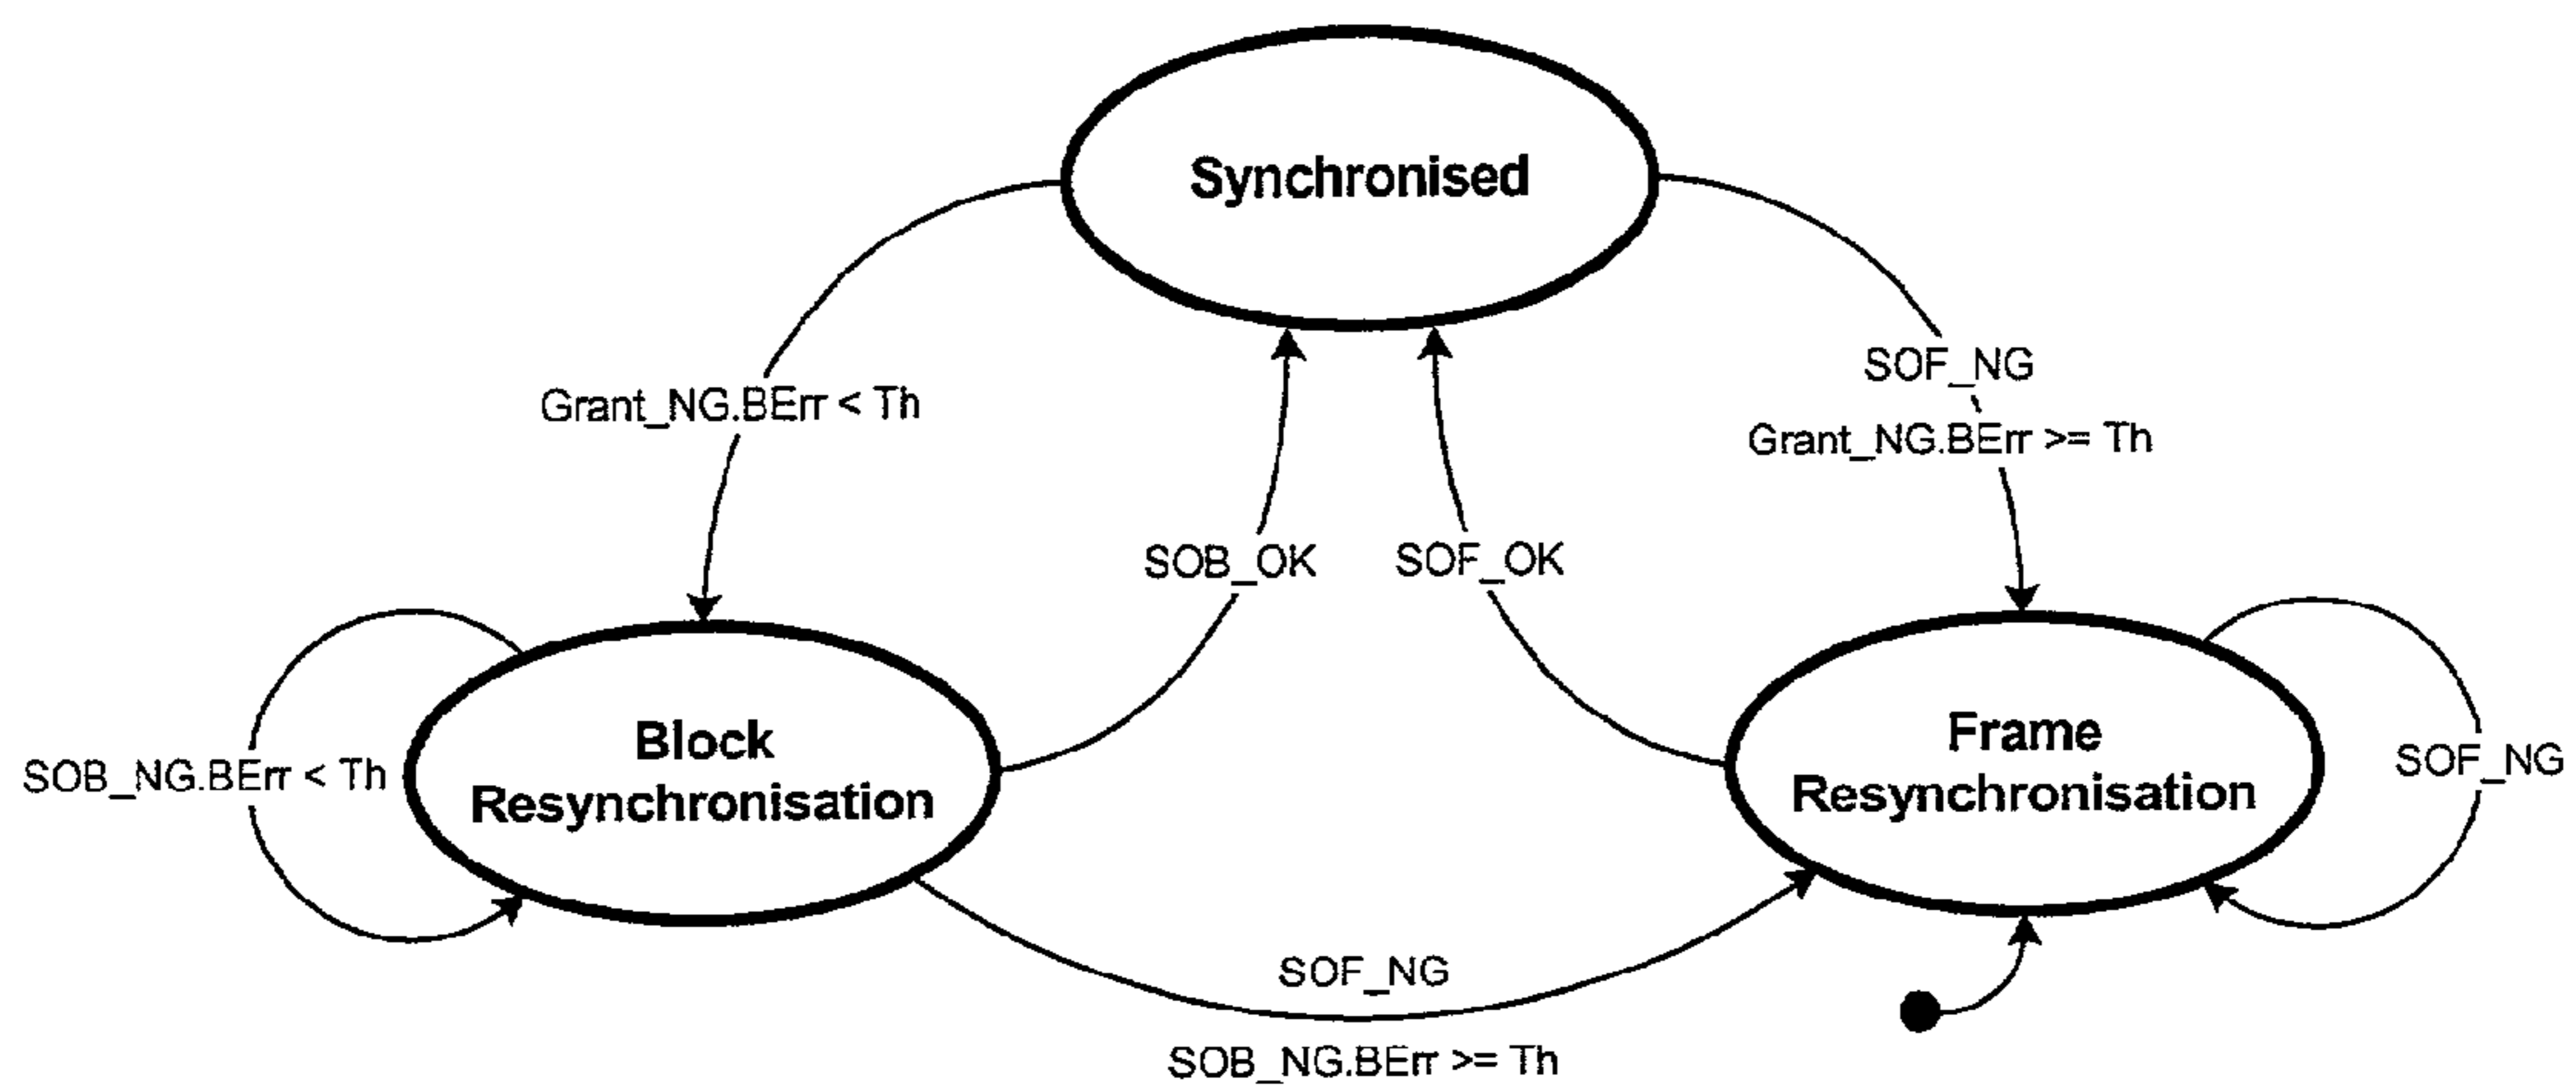 Synchronised
SOF_NG
Grant_NG.BErr < Th
Grant_NG.BErr >= Th
SOB_OK
SOF_OK
Block
Resynchronisation
Frame
Resynchronisation
SOB_NG.BErr < Th
SOF_NG
SOF_NG
SOB_NG.BErr >= Th